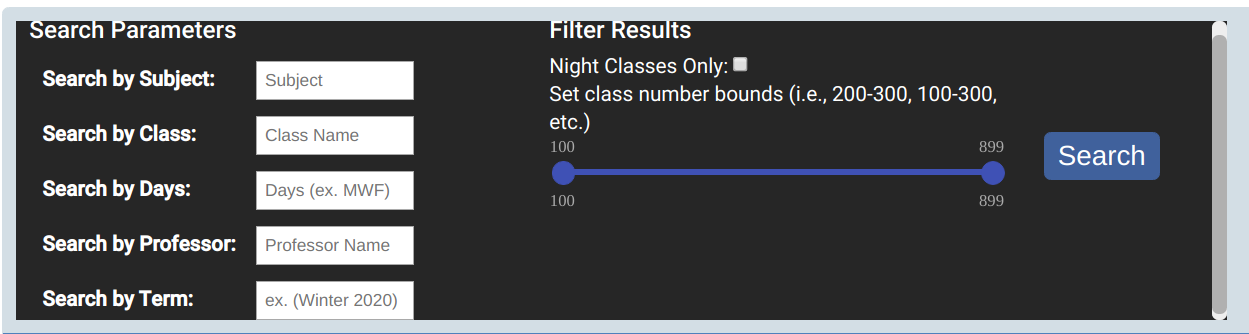 Search Parameters
Search by Subject:
Subject
Search by Class:
Class Name
Search by Days:
Days (ex. MWF)
Search by Professor:
Professor Name
Search by Term:
ex. (Winter 2020)
Filter Results
Night Classes Only:
Set class number bounds (i.e., 200-300, 100-300,
etc.)
100
899
100
899
Search